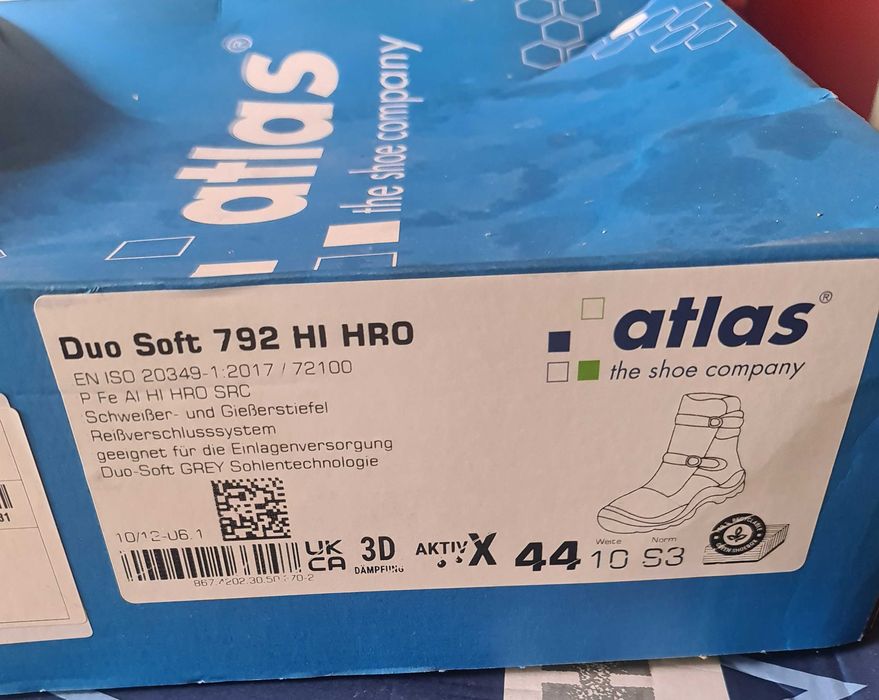 atlas®
the shoe company
Duo Soft 792 HI HRO
EN ISO 20349-1:2017 / 72100
P Fe Al HI HRO SRC
Schweißer- und Gießerstiefel
Reißverschlusssystem
geeignet für die Einlagenversorgung
Duo-Soft GREY Sohlentechnologie
atlas®
the shoe company
10/12-06.1
UK
CA
3D
DÄMPFUNG
AKTIV X
44
Weite
10
Norm
S3